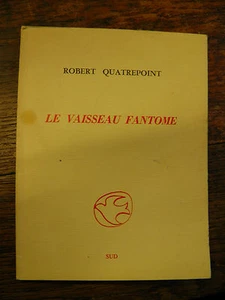 ROBERT QUATREPOINT
LE VAISSEAU FANTOME
SUD